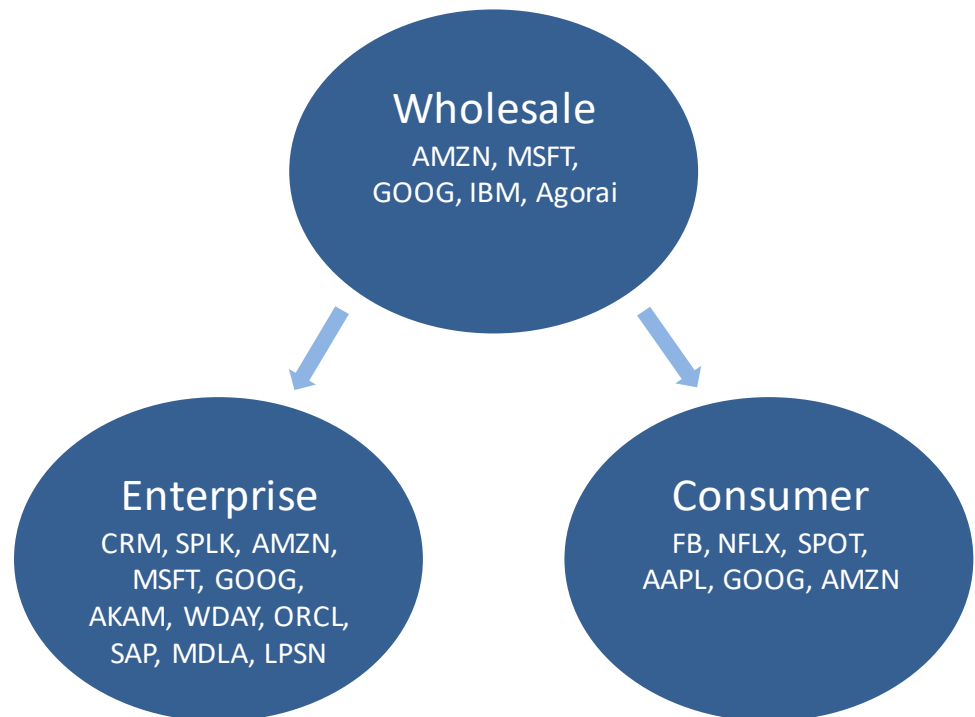 Wholesale
AMZN, MSFT,
GOOG, IBM, Agorai
Enterprise
CRM, SPLK, AMZN,
MSFT, GOOG,
AKAM, WDAY, ORCL,
SAP, MDLA, LPSN
Consumer
FB, NFLX, SPOT,
AAPL, GOOG, AMZN